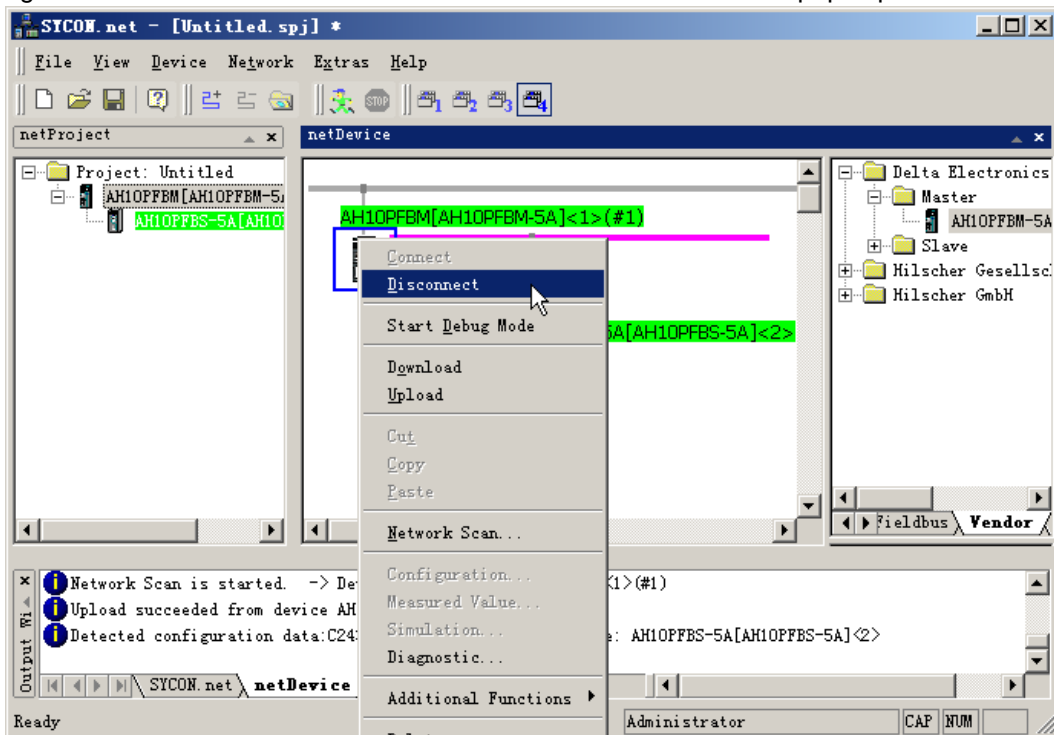 SYCON.net - [Untitled.spj] *
File View Device Network Extras Help
netProject
netDevice
Project: Untitled
AH10PFBM[AH10PFBM-5
AH10PFBS-5A[AH10
AH10PFBM[AH10PFBM-5A]<1>(#1)
5A[AH10PFBS-5A]<2>
Connect
Disconnect
Start Debug Mode
Download
Upload
Cut
Copy
Paste
Network Scan...
Configuration...
Measured Value...
Simulation...
Diagnostic...
Additional Functions
Delta Electronics
Master
AH10PFBM-5A
Slave
Hilscher Gesellsc
Hilscher GmbH
Fieldbus Vendor
Network Scan is started. -> De <1>(#1)
Upload succeeded from device AH
Detected configuration data:C24 e: AH10PFBS-5A[AH10PFBS-5A]<2>
Output Wi
SYCON.net netDevice
Ready Administrator CAP NUM